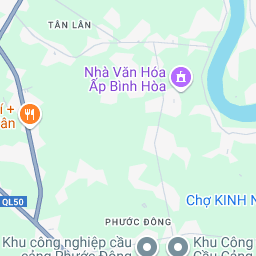 TÂN LÂN
Nhà Văn Hóa
Ấp Bình Hòa
í +
ân
Chợ KINH N
QL50
PHƯỚC ĐÔNG
Khu công nghiệp cầu
cảng Phước Đông
Khu Công
Cầu Cảng